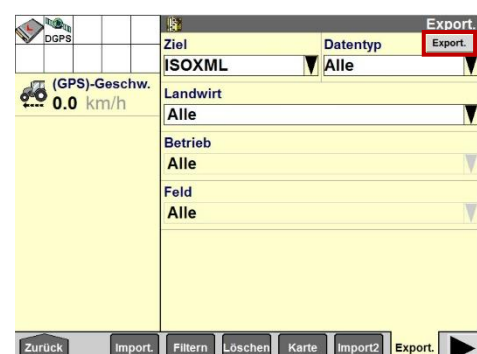 DGPS
Export.
Ziel
Datentyp
Export.
ISOXML
Alle
(GPS)-Geschw.
0.0 km/h
Landwirt
Alle
Betrieb
Alle
Feld
Alle
Zurück
Import.
Filtern
Löschen
Karte
Import2
Export.